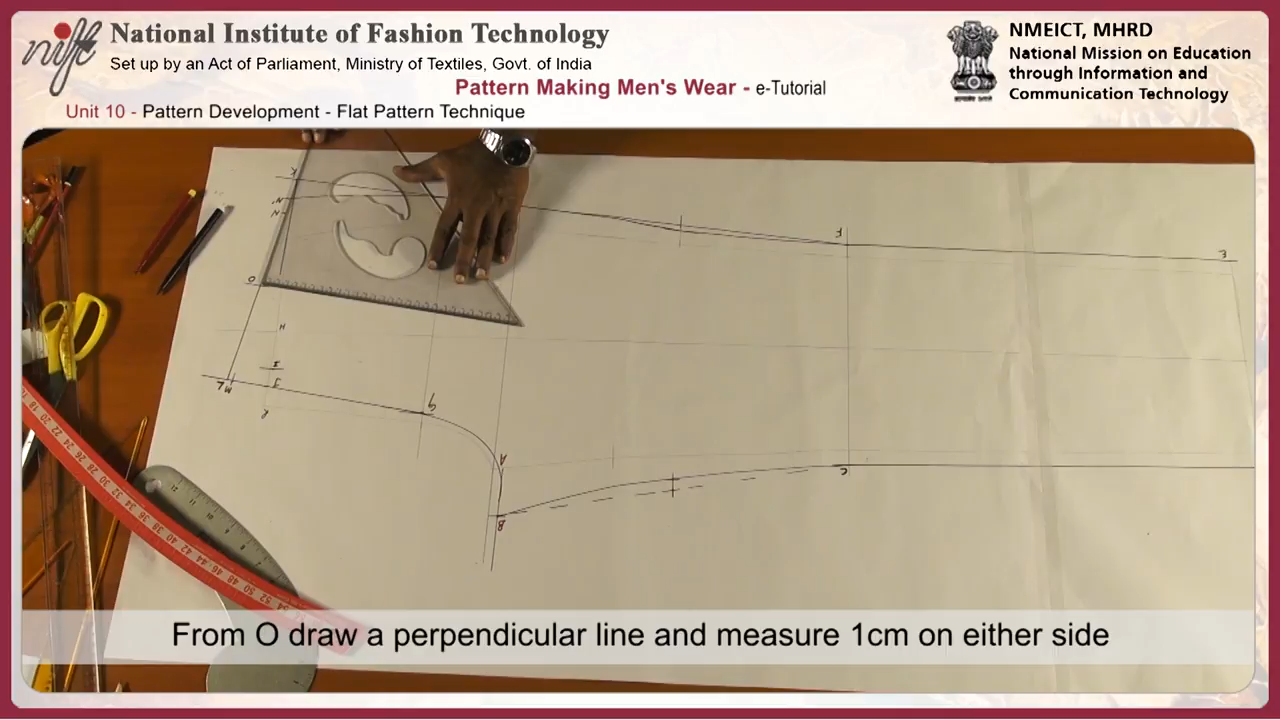 nift
National Institute of Fashion Technology
Set up by an Act of Parliament, Ministry of Textiles, Govt. of India
Pattern Making Men's Wear - e-Tutorial
Unit 10 - Pattern Development - Flat Pattern Technique
NMEICT, MHRD
National Mission on Education
through Information and
Communication Technology
K
N'
N
O
H
I
J
L
M
G
A
B
C
F
E
From O draw a perpendicular line and measure 1cm on either side